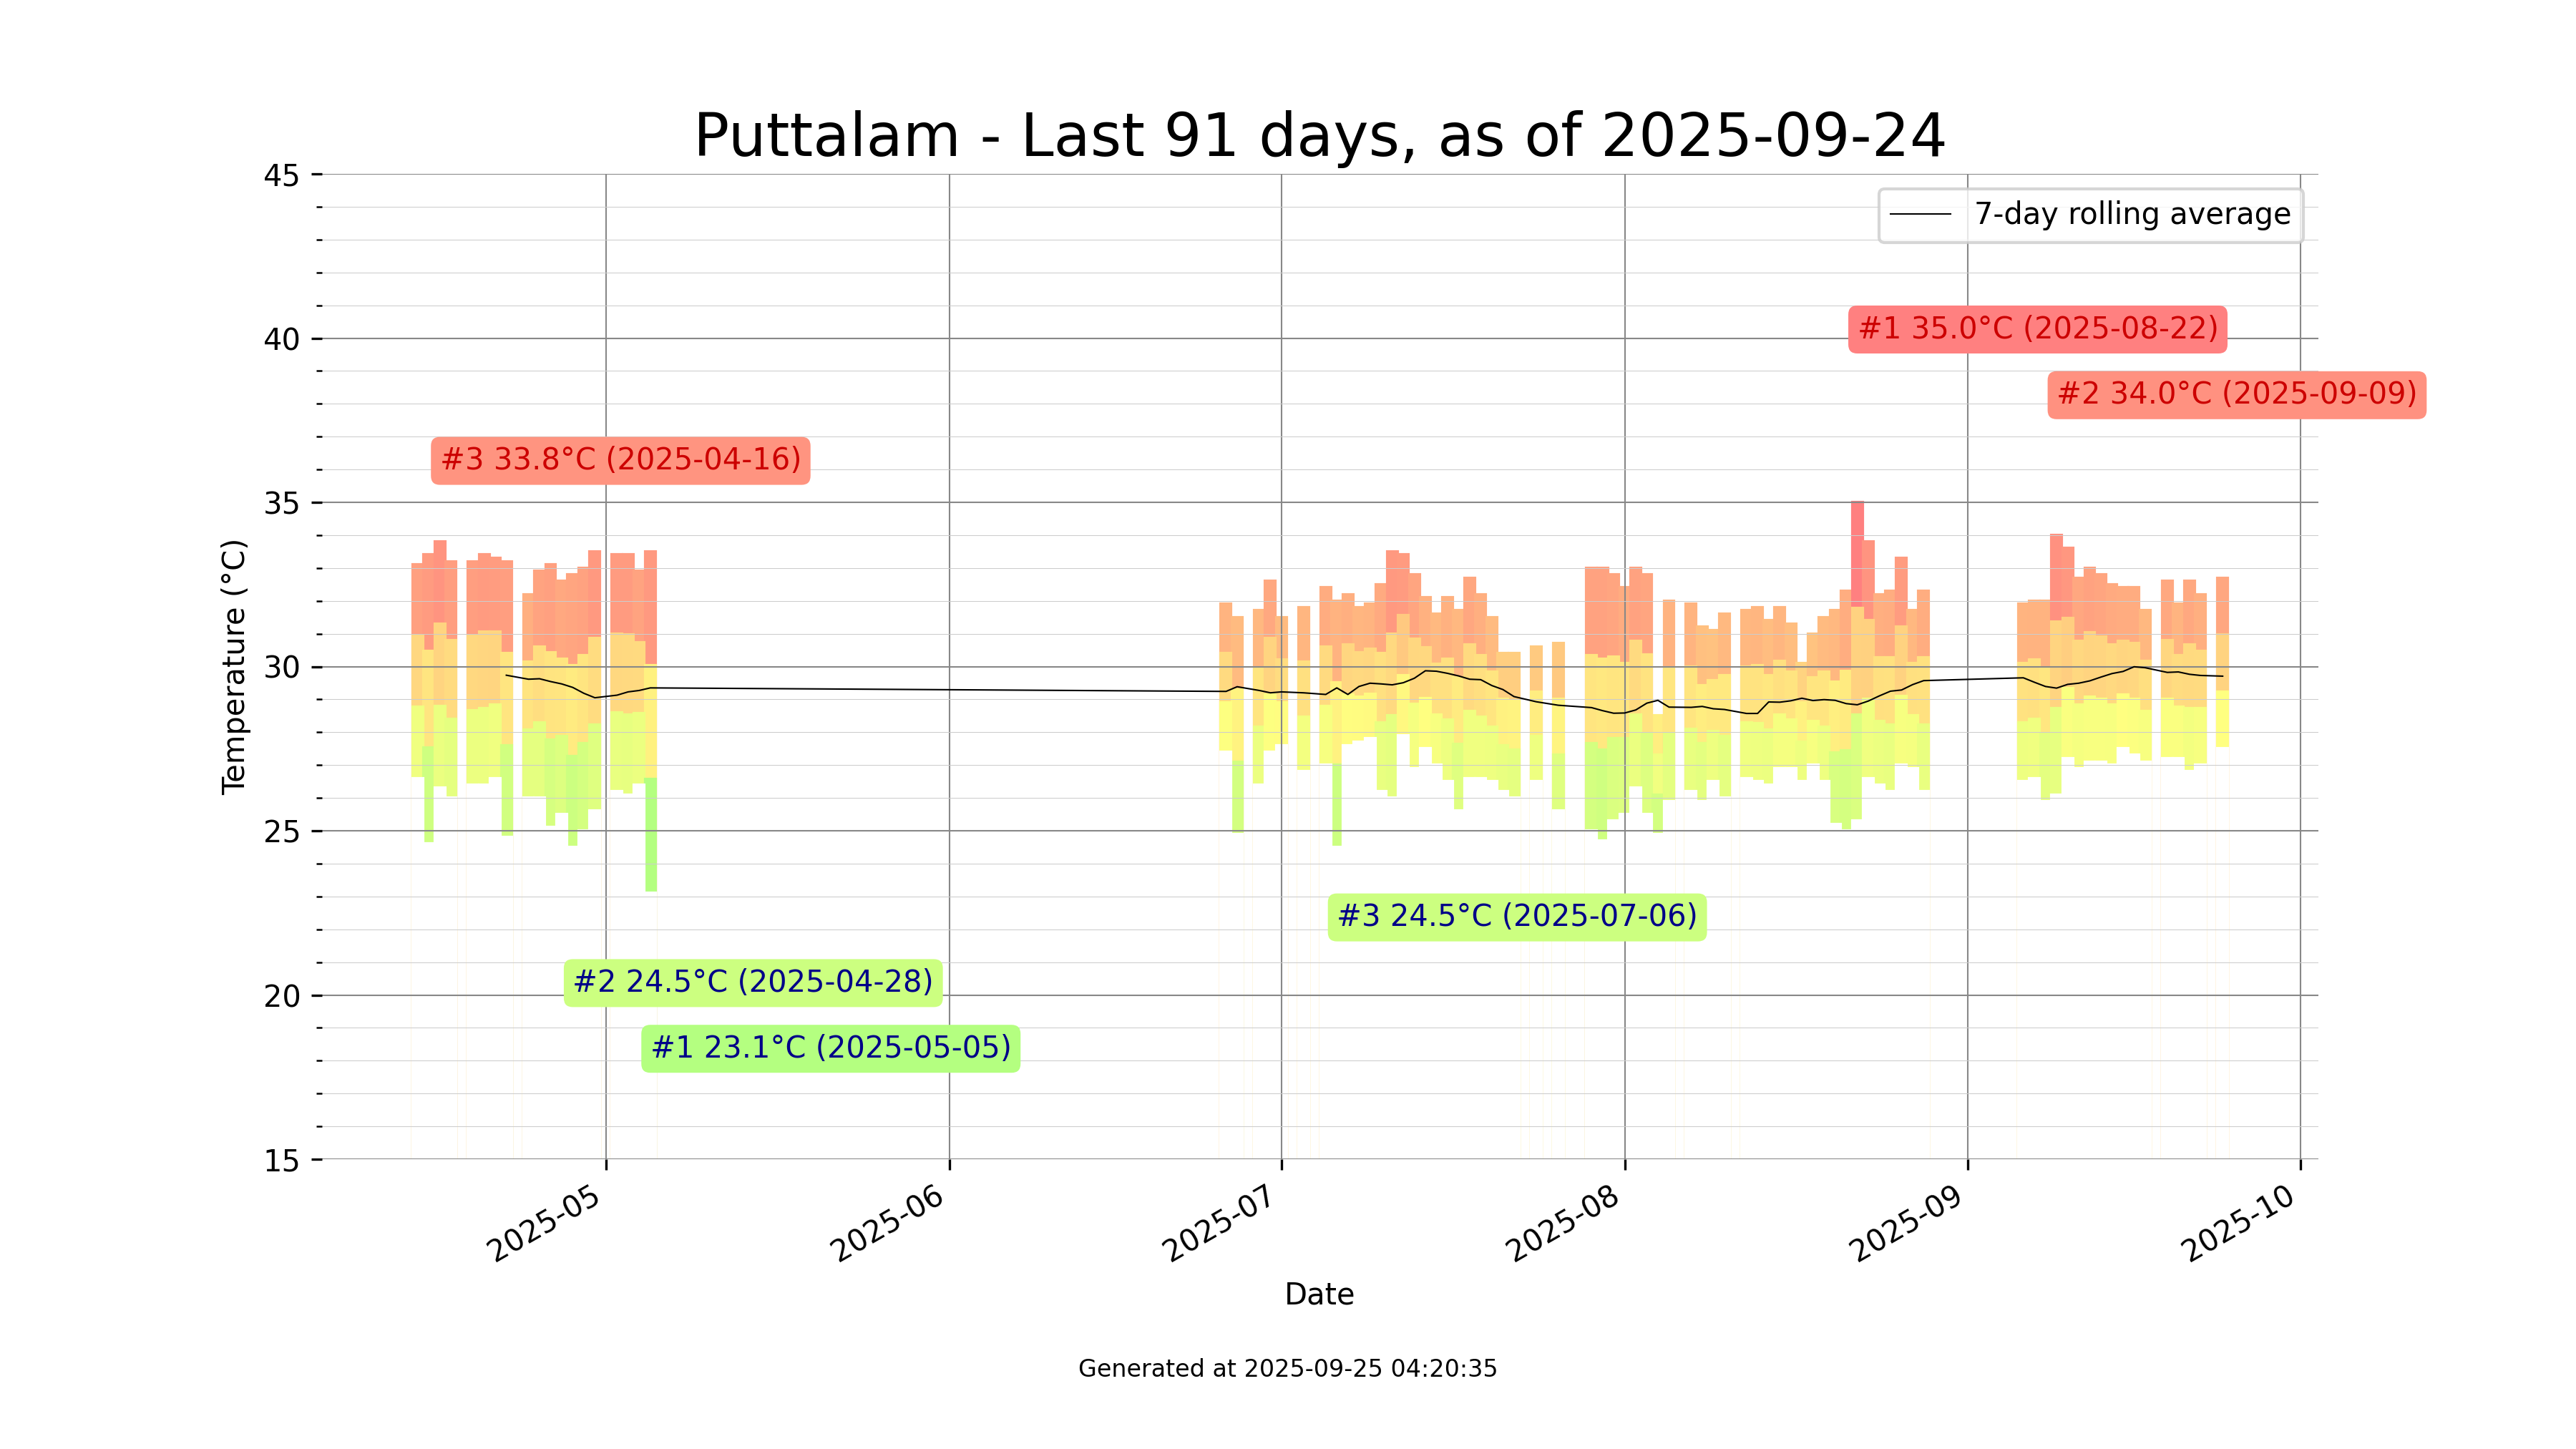 Puttalam - Last 91 days, as of 2025-09-24
45
40
35
30
25
20
15
Temperature (°C)
7-day rolling average
#1 35.0°C (2025-08-22)
#2 34.0°C (2025-09-09)
#3 33.8°C (2025-04-16)
#3 24.5°C (2025-07-06)
#2 24.5°C (2025-04-28)
#1 23.1°C (2025-05-05)
2025-05
2025-06
2025-07
2025-08
2025-09
2025-10
Date
Generated at 2025-09-25 04:20:35